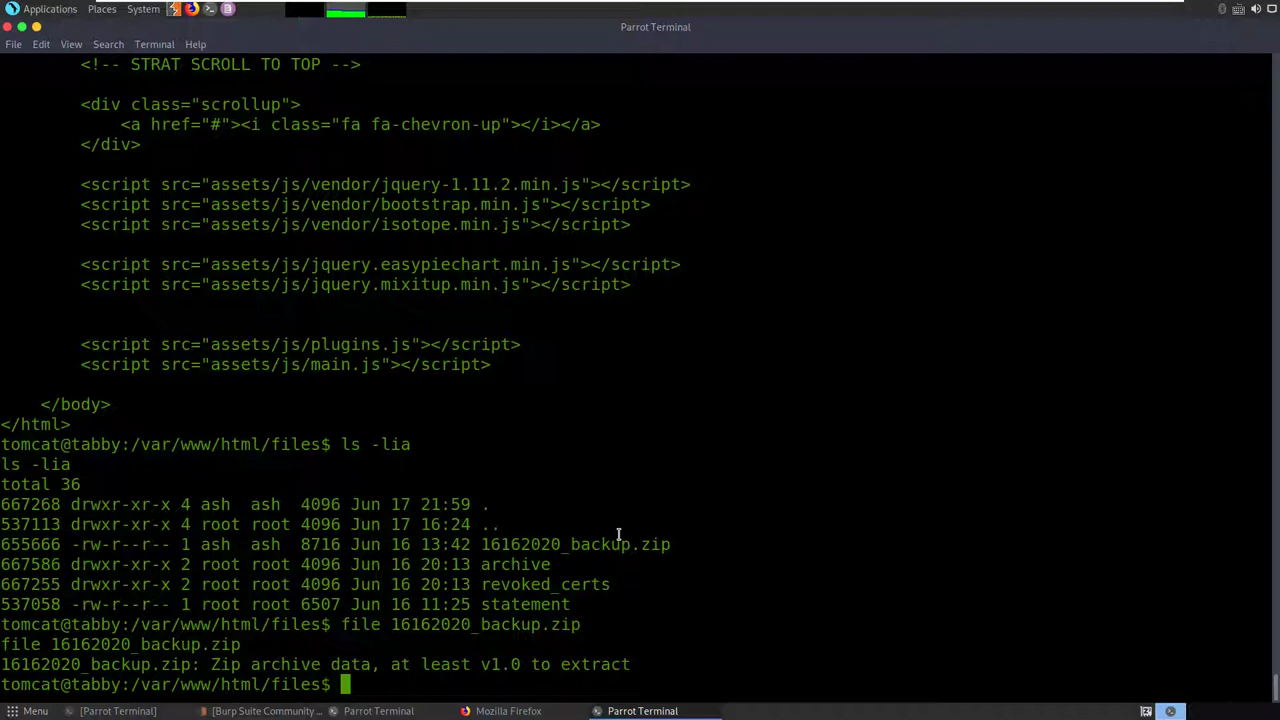 Applications Places System
Parrot Terminal
File Edit View Search Terminal Help
<!-- STRAT SCROLL TO TOP -->
<div class="scrollup">
<a href="#"><i class="fa fa-chevron-up"></i></a>
</div>
<script src="assets/js/vendor/jquery-1.11.2.min.js"></script>
<script src="assets/js/vendor/bootstrap.min.js"></script>
<script src="assets/js/vendor/isotope.min.js"></script>
<script src="assets/js/jquery.easypiechart.min.js"></script>
<script src="assets/js/jquery.mixitup.min.js"></script>
<script src="assets/js/plugins.js"></script>
<script src="assets/js/main.js"></script>
</body>
</html>
tomcat@tabby:/var/www/html/files$ ls -lia
ls -lia
total 36
667268 drwxr-xr-x 4 ash  ash  4096 Jun 17 21:59 .
537113 drwxr-xr-x 4 root root 4096 Jun 17 16:24 ..
655666 -rw-r--r-- 1 ash  ash  8716 Jun 16 13:42 16162020_backup.zip
667586 drwxr-xr-x 2 root root 4096 Jun 16 20:13 archive
667255 drwxr-xr-x 2 root root 4096 Jun 16 20:13 revoked_certs
537058 -rw-r--r-- 1 root root 6507 Jun 16 11:25 statement
tomcat@tabby:/var/www/html/files$ file 16162020_backup.zip
file 16162020_backup.zip
16162020_backup.zip: Zip archive data, at least v1.0 to extract
tomcat@tabby:/var/www/html/files$
Menu [Parrot Terminal] [Burp Suite Community ... Parrot Terminal Mozilla Firefox Parrot Terminal